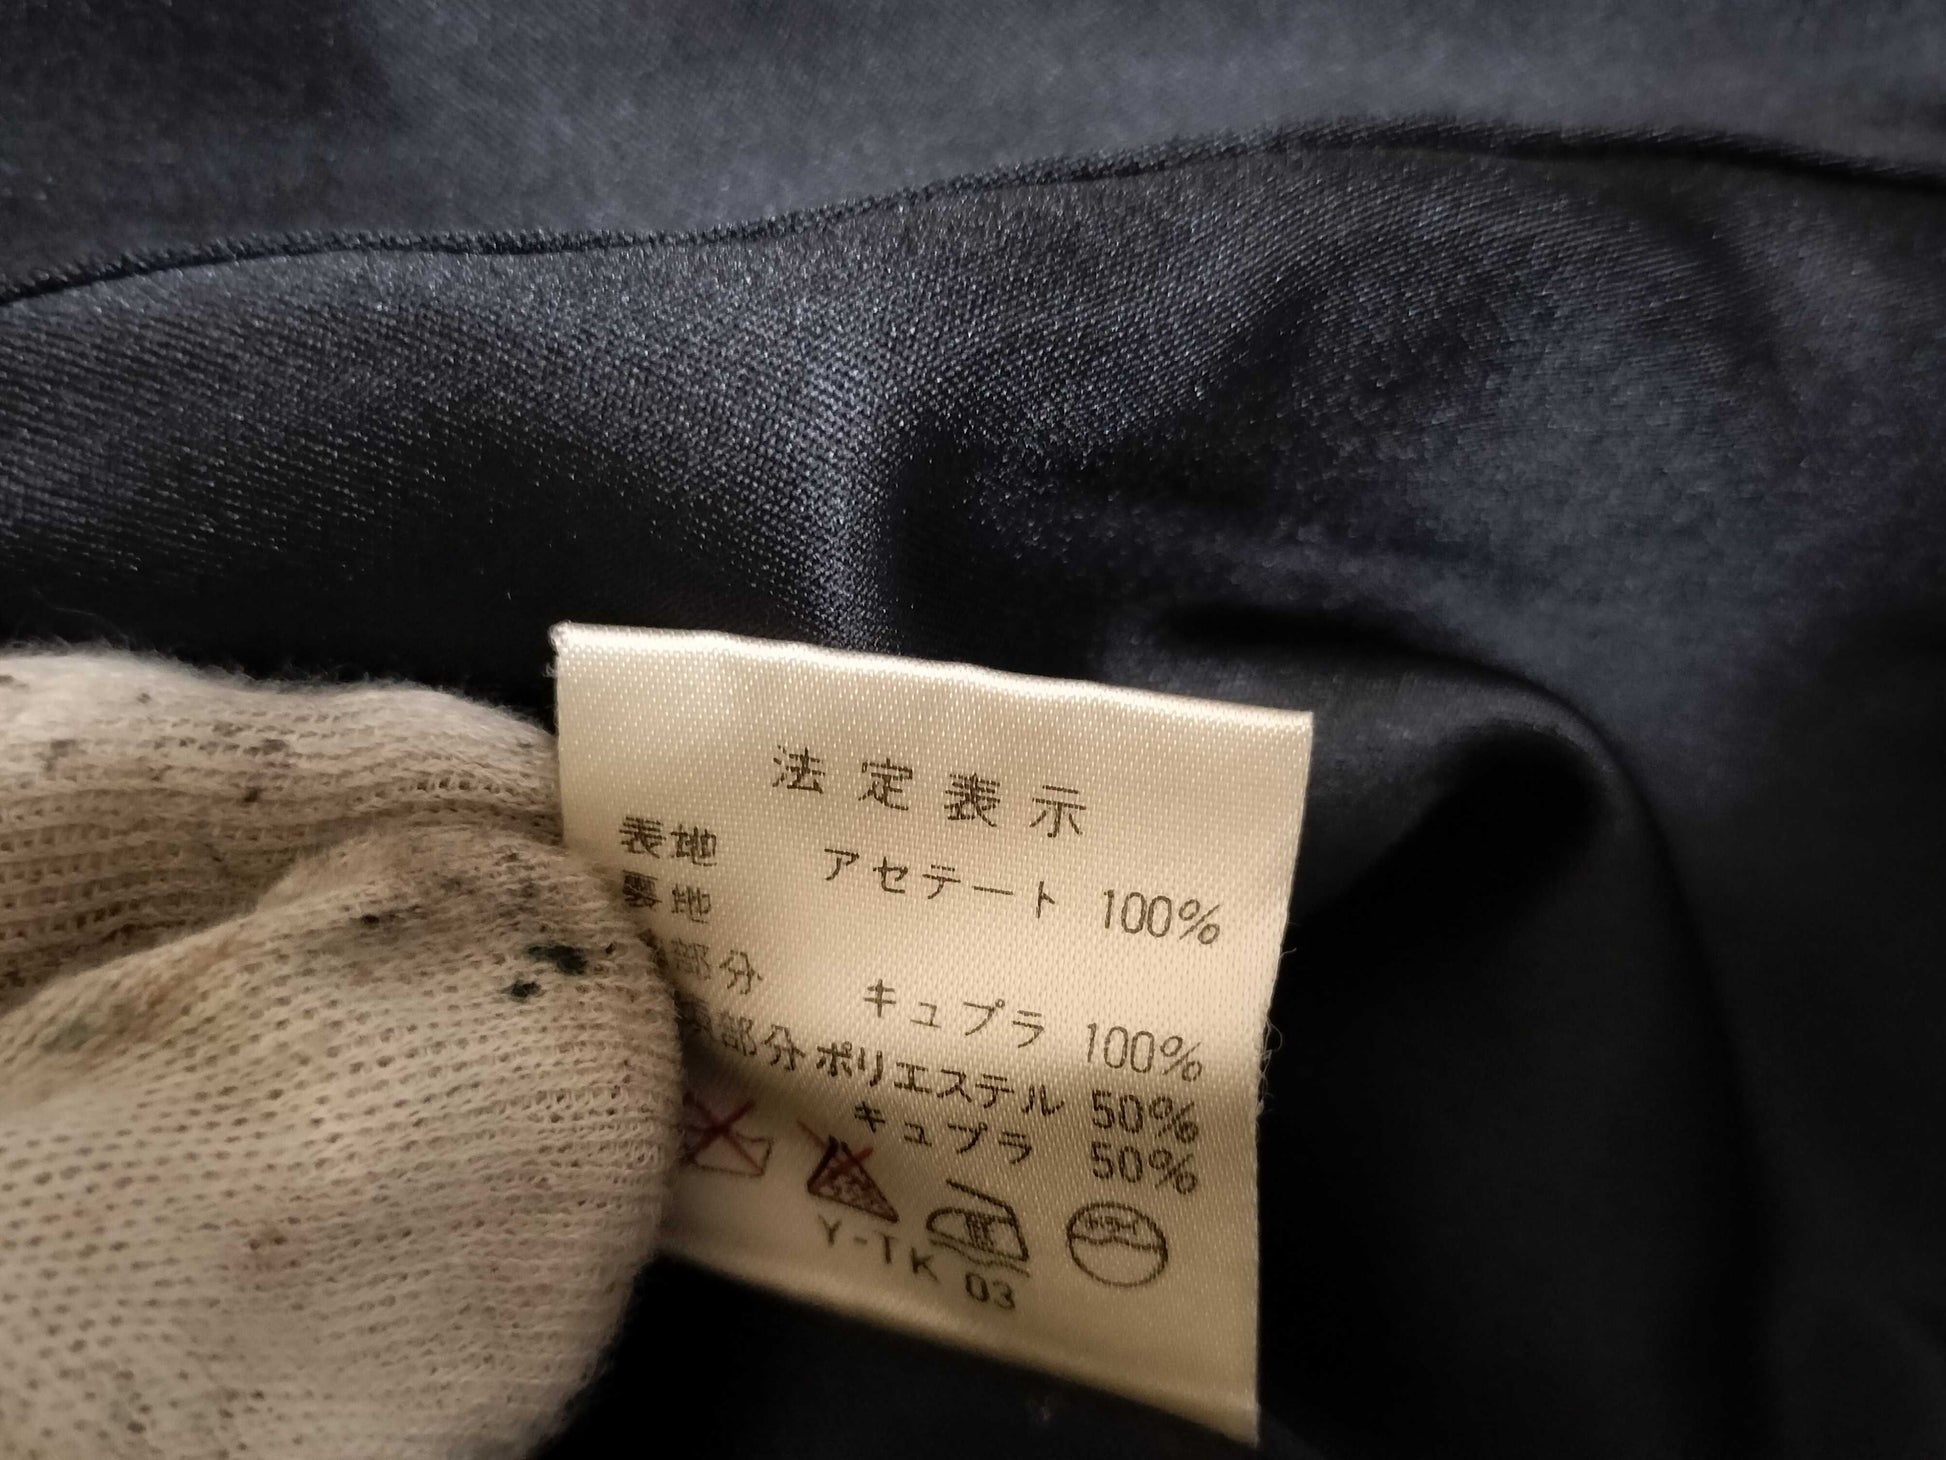 法定表示
表地 アセテート 100%
裏地
部分 キュプラ 100%
部分 ポリエステル 50%
キュプラ 50%
Y-TK 03